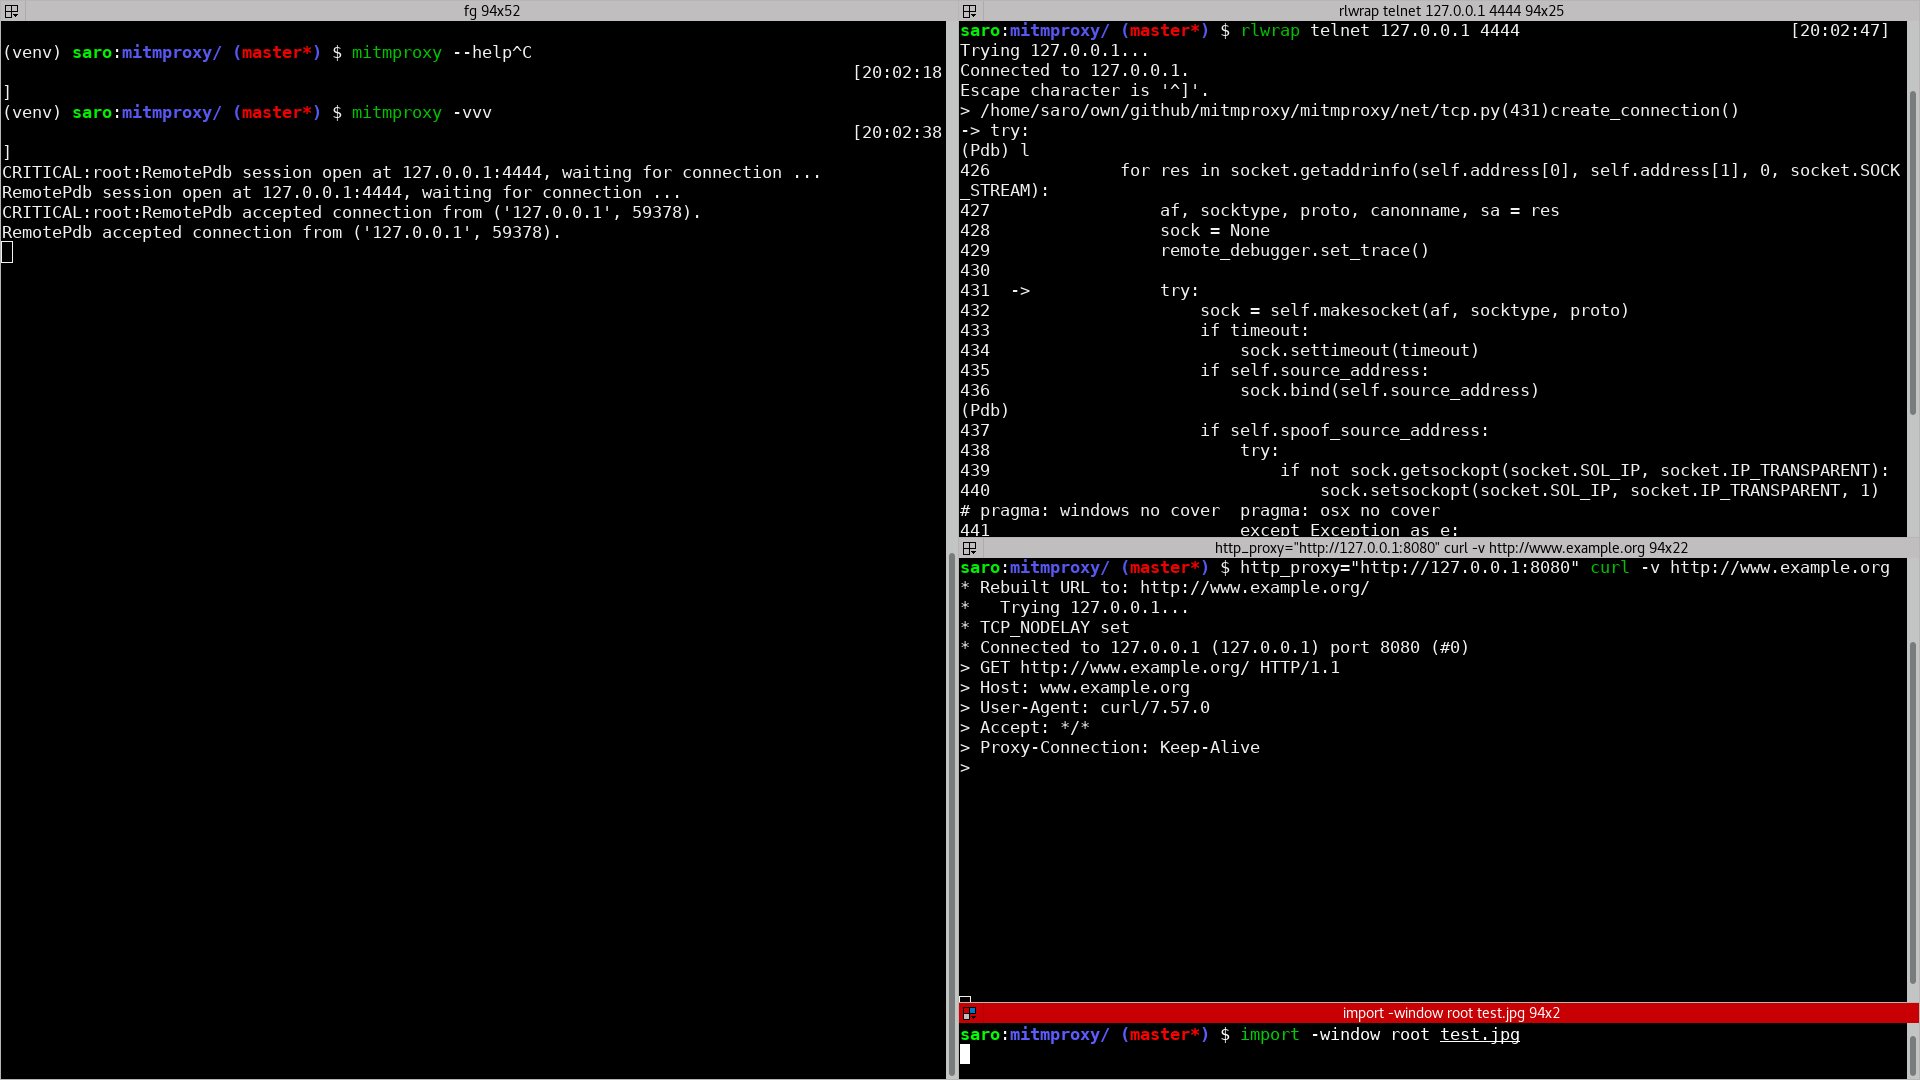 fg 94x52
(venv) saro:mitmproxy/ (master*) $ mitmproxy --help^C
[20:02:18
]
(venv) saro:mitmproxy/ (master*) $ mitmproxy -vvv
[20:02:38
]
CRITICAL:root:RemotePdb session open at 127.0.0.1:4444, waiting for connection ...
RemotePdb session open at 127.0.0.1:4444, waiting for connection ...
CRITICAL:root:RemotePdb accepted connection from ('127.0.0.1', 59378).
RemotePdb accepted connection from ('127.0.0.1', 59378).
rlwrap telnet 127.0.0.1 4444 94x25
saro:mitmproxy/ (master*) $ rlwrap telnet 127.0.0.1 4444 [20:02:47]
Trying 127.0.0.1...
Connected to 127.0.0.1.
Escape character is '^]'.
> /home/saro/own/github/mitmproxy/mitmproxy/net/tcp.py(431)create_connection()
-> try:
(Pdb) l
426             for res in socket.getaddrinfo(self.address[0], self.address[1], 0, socket.SOCK
_STREAM):
427                 af, socktype, proto, canonname, sa = res
428                 sock = None
429                 remote_debugger.set_trace()
430
431  ->             try:
432                     sock = self.makesocket(af, socktype, proto)
433                     if timeout:
434                         sock.settimeout(timeout)
435                     if self.source_address:
436                         sock.bind(self.source_address)
(Pdb)
437                     if self.spoof_source_address:
438                         try:
439                             if not sock.getsockopt(socket.SOL_IP, socket.IP_TRANSPARENT):
440                                 sock.setsockopt(socket.SOL_IP, socket.IP_TRANSPARENT, 1)
# pragma: windows no cover  pragma: osx no cover
441                         except Exception as e:
http_proxy="http://127.0.0.1:8080" curl -v http://www.example.org 94x22
saro:mitmproxy/ (master*) $ http_proxy="http://127.0.0.1:8080" curl -v http://www.example.org
* Rebuilt URL to: http://www.example.org/
*   Trying 127.0.0.1...
* TCP_NODELAY set
* Connected to 127.0.0.1 (127.0.0.1) port 8080 (#0)
> GET http://www.example.org/ HTTP/1.1
> Host: www.example.org
> User-Agent: curl/7.57.0
> Accept: */*
> Proxy-Connection: Keep-Alive
>
import -window root test.jpg 94x2
saro:mitmproxy/ (master*) $ import -window root test.jpg